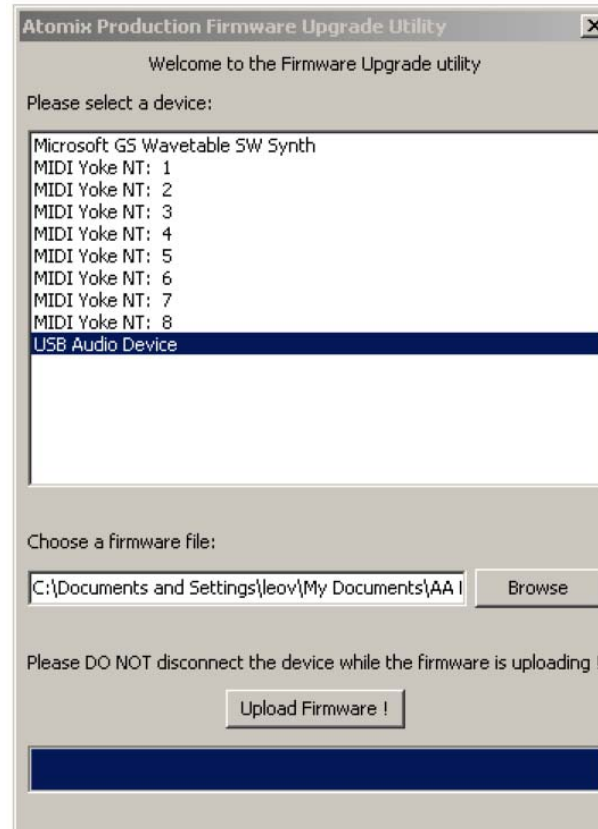 Atomix Production Firmware Upgrade Utility
Welcome to the Firmware Upgrade utility
Please select a device:
Microsoft GS Wavetable SW Synth
MIDI Yoke NT: 1
MIDI Yoke NT: 2
MIDI Yoke NT: 3
MIDI Yoke NT: 4
MIDI Yoke NT: 5
MIDI Yoke NT: 6
MIDI Yoke NT: 7
MIDI Yoke NT: 8
USB Audio Device
Choose a firmware file:
C:\Documents and Settings\leov\My Documents\AA I
Browse
Please DO NOT disconnect the device while the firmware is uploading !
Upload Firmware !